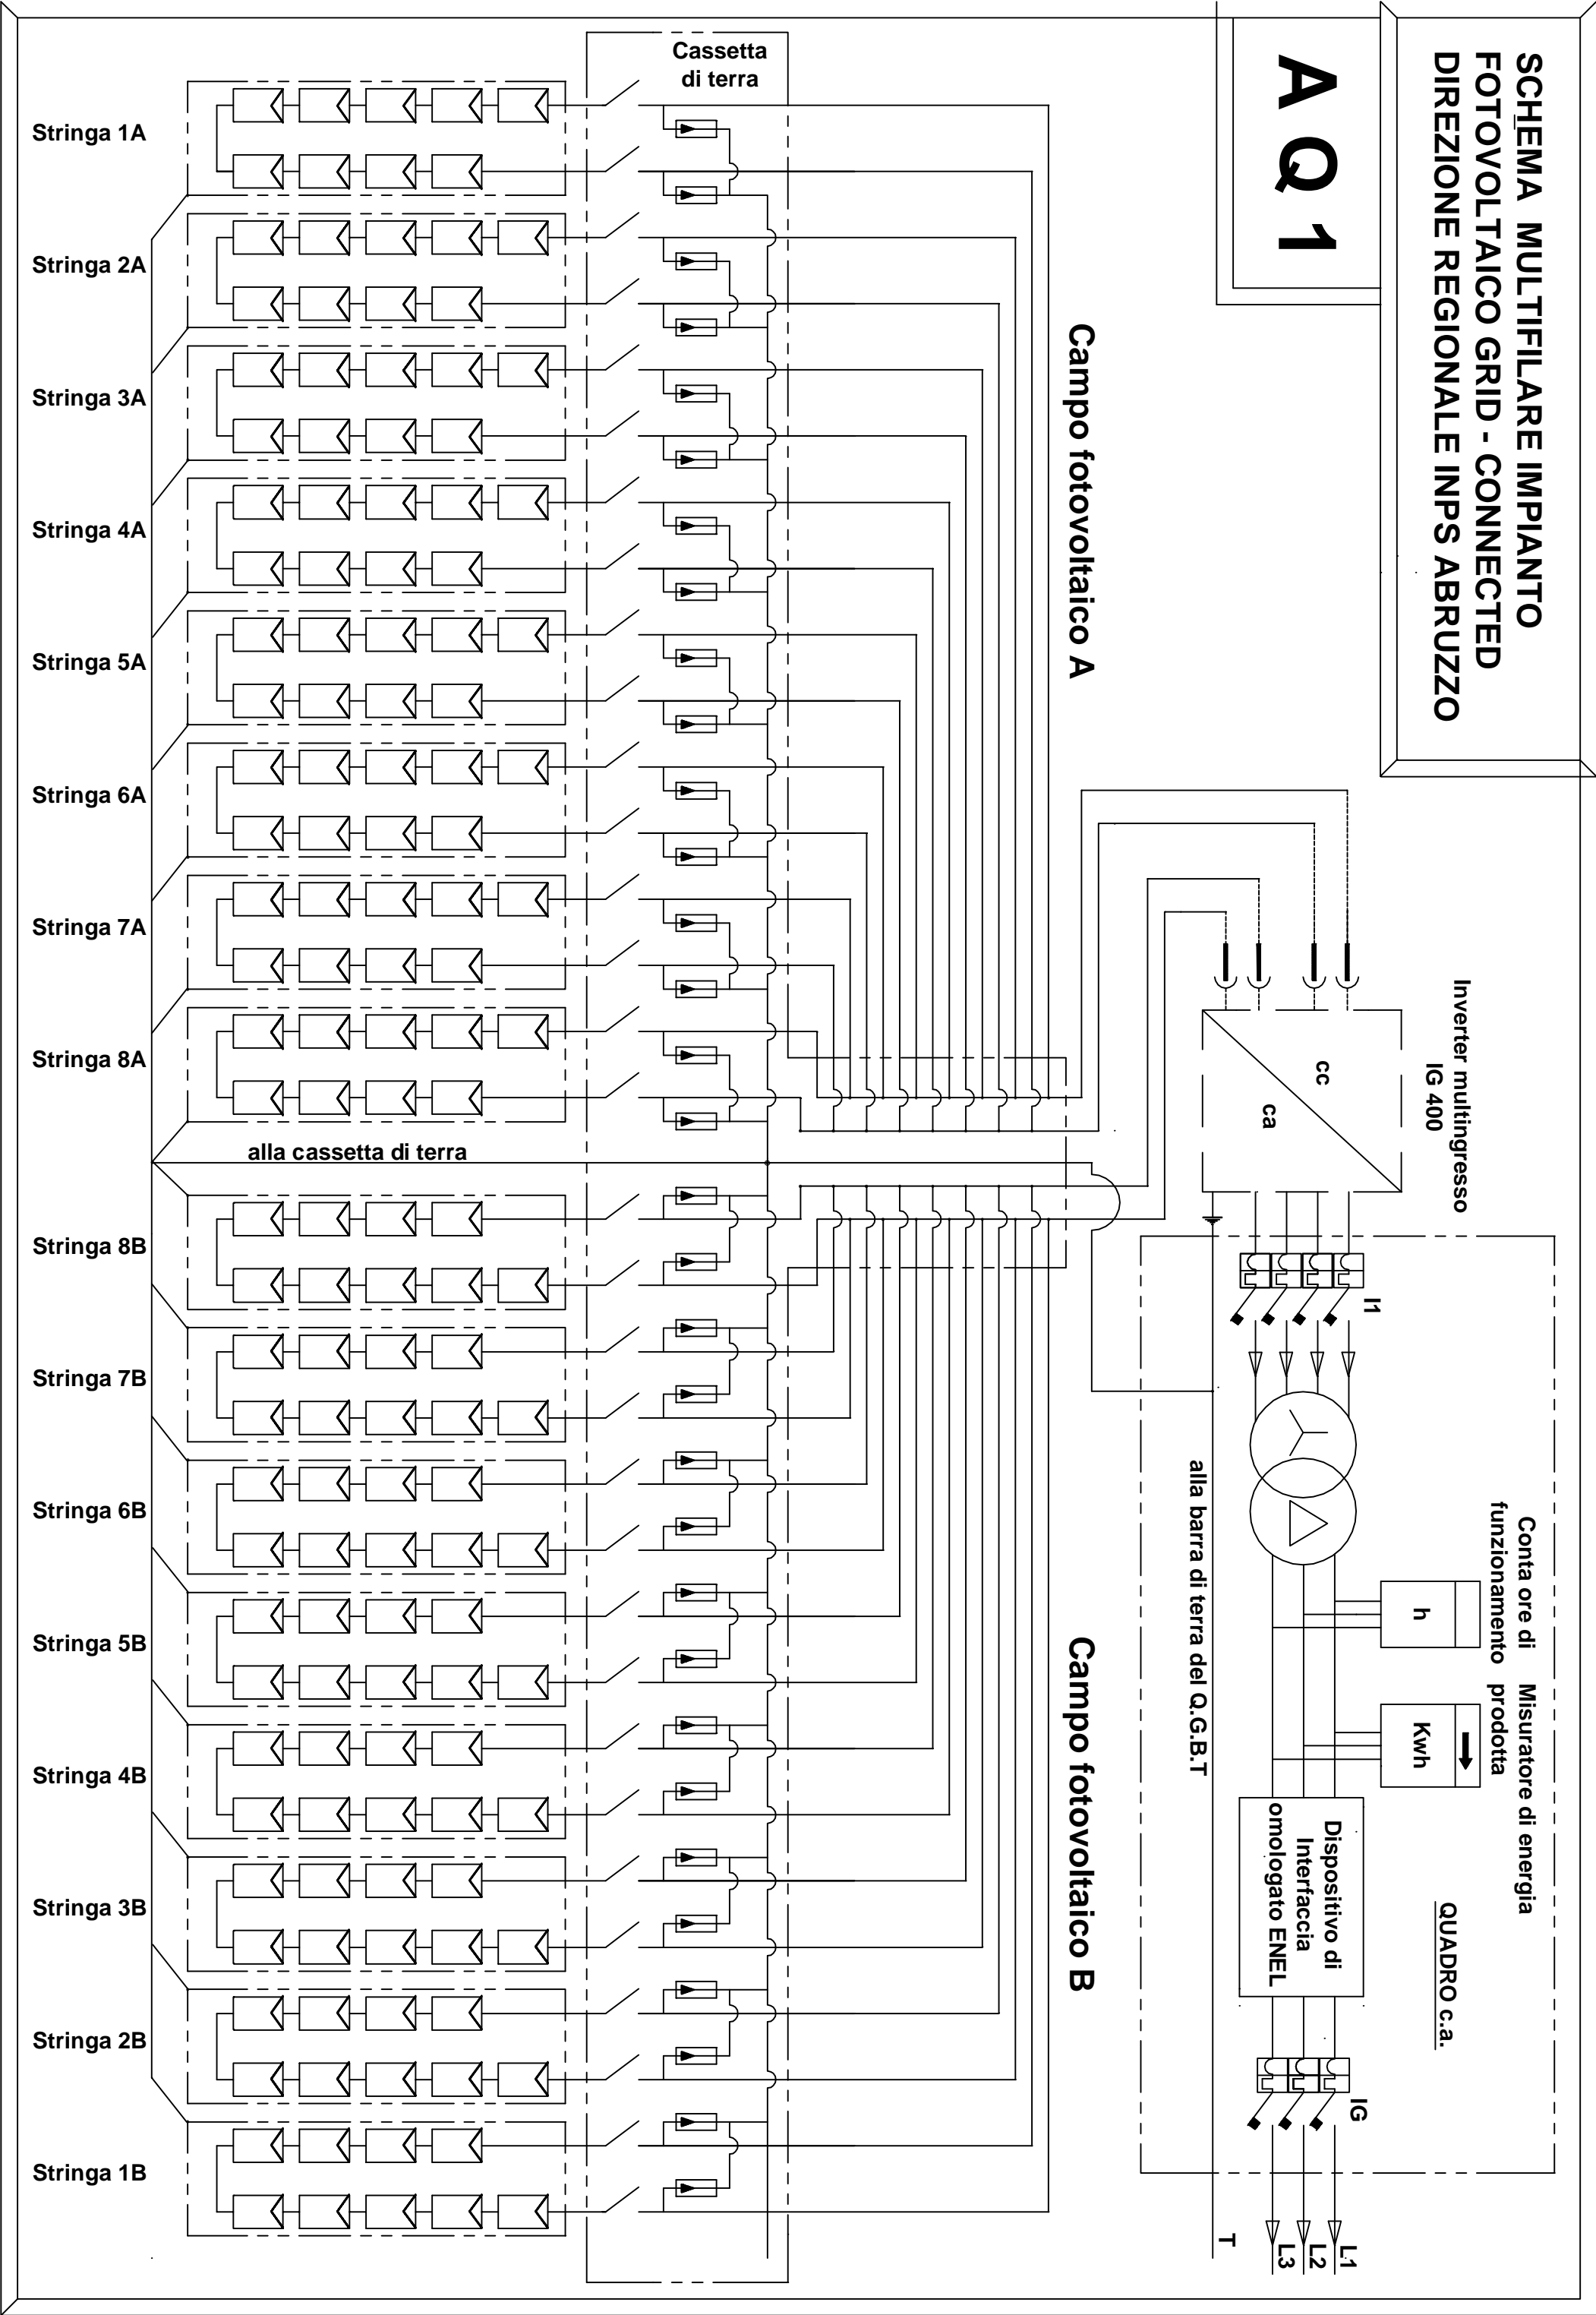 SCHEMA MULTIFILARE IMPIANTO
FOTOVOLTAICO GRID - CONNECTED
DIREZIONE REGIONALE INPS ABRUZZO
A Q 1
Cassetta
di terra
Campo fotovoltaico A
Campo fotovoltaico B
Stringa 1A
Stringa 2A
Stringa 3A
Stringa 4A
Stringa 5A
Stringa 6A
Stringa 7A
Stringa 8A
alla cassetta di terra
Stringa 8B
Stringa 7B
Stringa 6B
Stringa 5B
Stringa 4B
Stringa 3B
Stringa 2B
Stringa 1B
Inverter multingresso
IG 400
cc
ca
I1
alla barra di terra del Q.G.B.T
Conta ore di
funzionamento
h
Misuratore di energia
prodotta
Kwh
Dispositivo di
Interfaccia
omologato ENEL
QUADRO c.a.
IG
L1
L2
L3
T